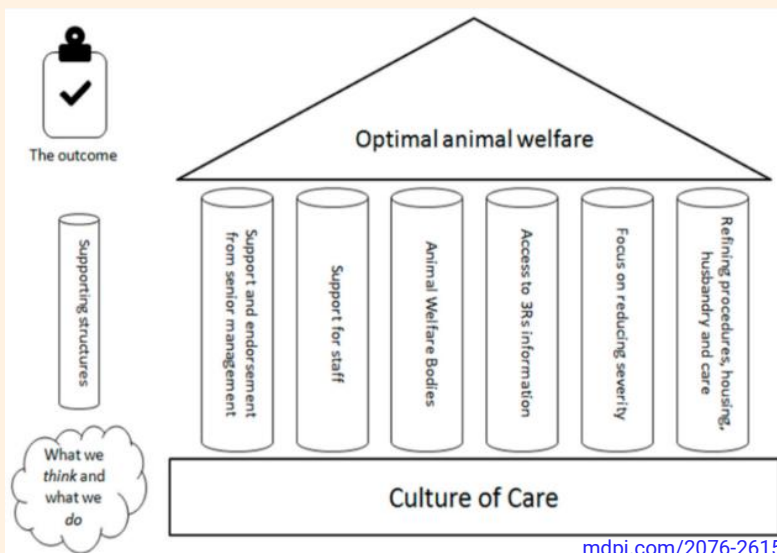 The outcome
Optimal animal welfare
Supporting structures
Support and endorsement
from senior management
Support for staff
Animal Welfare Bodies
Access to 3Rs information
Focus on reducing severity
Refining procedures, housing,
husbandry and care
What we
think and
what we
do
Culture of Care
mdpi.com/2076-2615